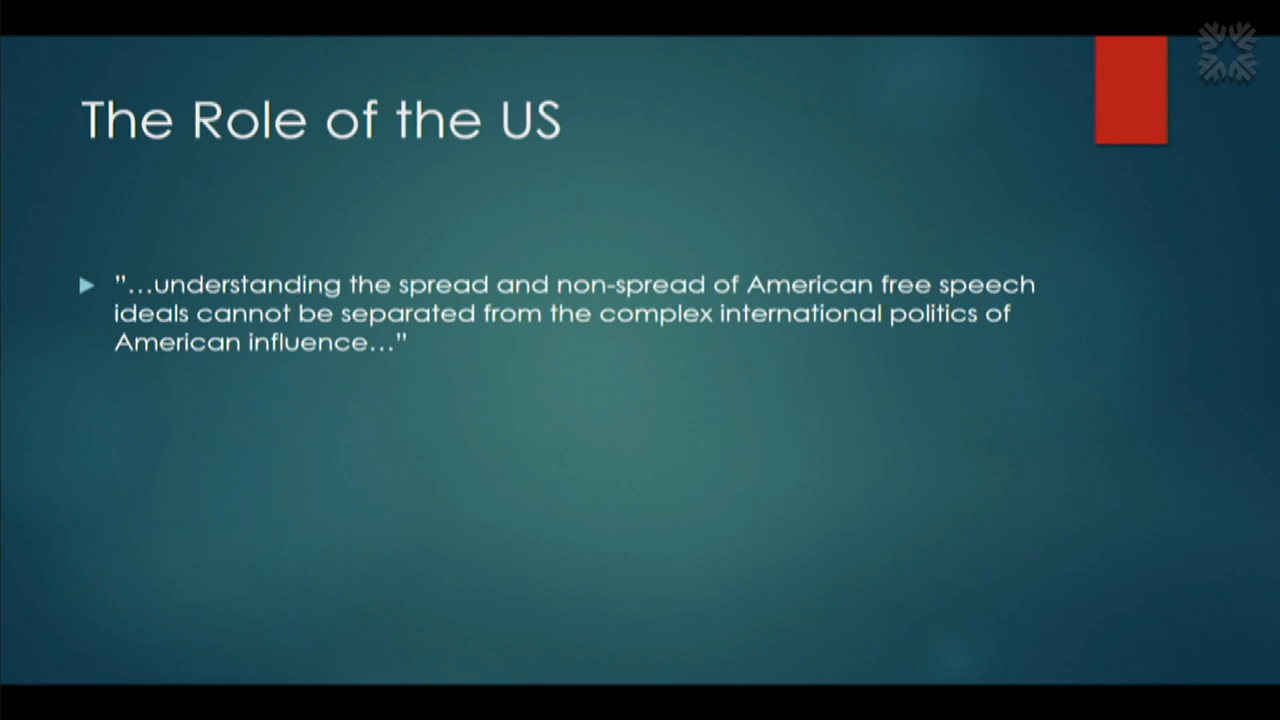 The Role of the US
”…understanding the spread and non-spread of American free speech
ideals cannot be separated from the complex international politics of
American influence…”